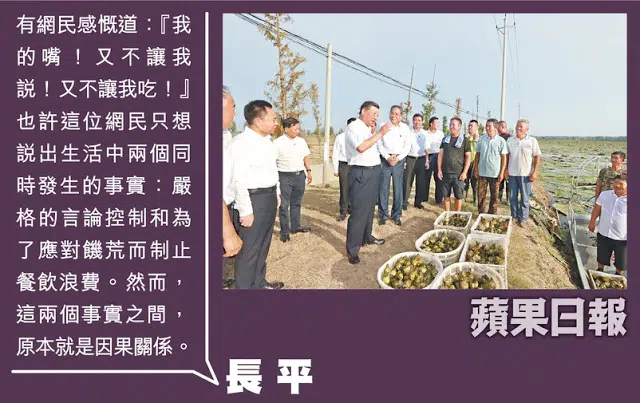 有網民感慨道：『我
的嘴！又不讓我
説！又不讓我吃！』
也許這位網民只想
説出生活中兩個同
時發生的事實：嚴
格的言論控制和為
了應對饑荒而制止
餐飲浪費。然而，
這兩個事實之間，
原本就是因果關係。
長平
蘋果日報